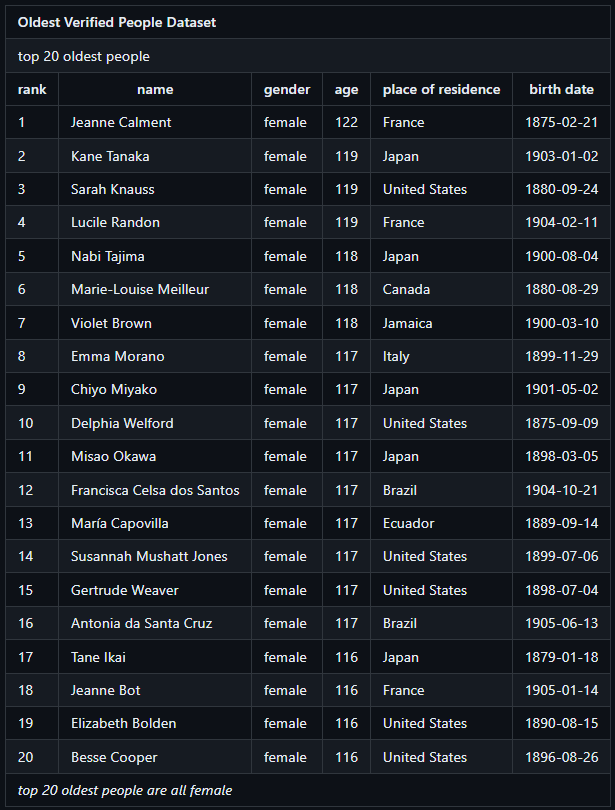 Oldest Verified People Dataset
top 20 oldest people
rank name gender age place of residence birth date
1 Jeanne Calment female 122 France 1875-02-21
2 Kane Tanaka female 119 Japan 1903-01-02
3 Sarah Knauss female 119 United States 1880-09-24
4 Lucile Randon female 119 France 1904-02-11
5 Nabi Tajima female 118 Japan 1900-08-04
6 Marie-Louise Meilleur female 118 Canada 1880-08-29
7 Violet Brown female 118 Jamaica 1900-03-10
8 Emma Morano female 117 Italy 1899-11-29
9 Chiyo Miyako female 117 Japan 1901-05-02
10 Delphia Welford female 117 United States 1875-09-09
11 Misao Okawa female 117 Japan 1898-03-05
12 Francisca Celsa dos Santos female 117 Brazil 1904-10-21
13 María Capovilla female 117 Ecuador 1889-09-14
14 Susannah Mushatt Jones female 117 United States 1899-07-06
15 Gertrude Weaver female 117 United States 1898-07-04
16 Antonia da Santa Cruz female 117 Brazil 1905-06-13
17 Tane Ikai female 116 Japan 1879-01-18
18 Jeanne Bot female 116 France 1905-01-14
19 Elizabeth Bolden female 116 United States 1890-08-15
20 Besse Cooper female 116 United States 1896-08-26
top 20 oldest people are all female